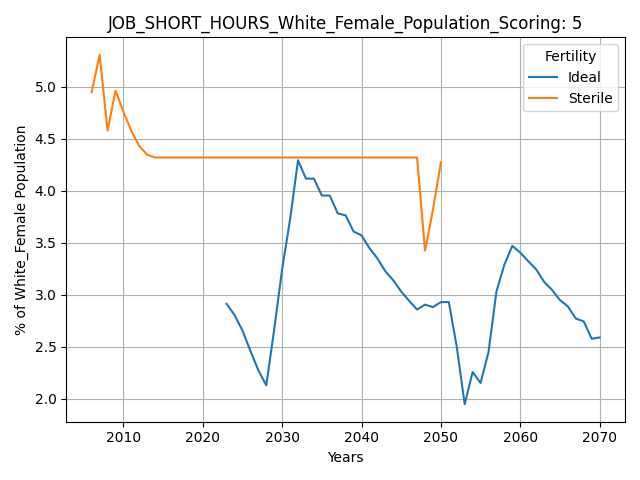 JOB_SHORT_HOURS_White_Female_Population_Scoring: 5
Fertility
Ideal
Sterile
% of White_Female Population
5.0
4.5
4.0
3.5
3.0
2.5
2.0
2010 2020 2030 2040 2050 2060 2070
Years